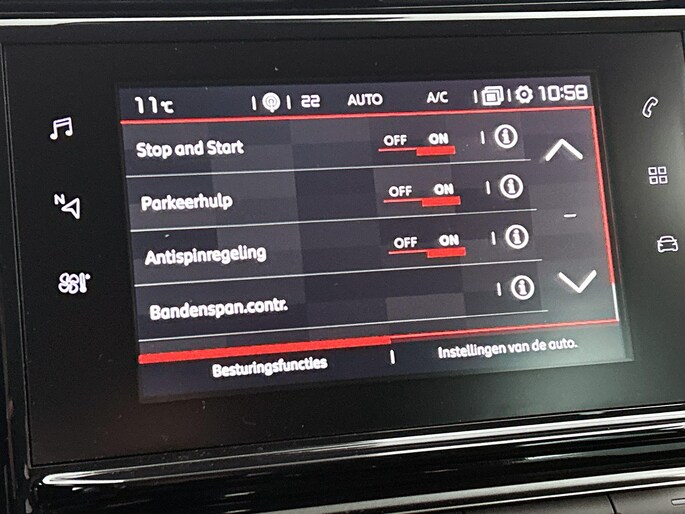 11°C 22 AUTO A/C 10:58
Stop and Start OFF ON
Parkeerhulp OFF ON
N
Antispinregeling OFF ON
Bandenspan.contr.
Besturingsfuncties Instellingen van de auto.